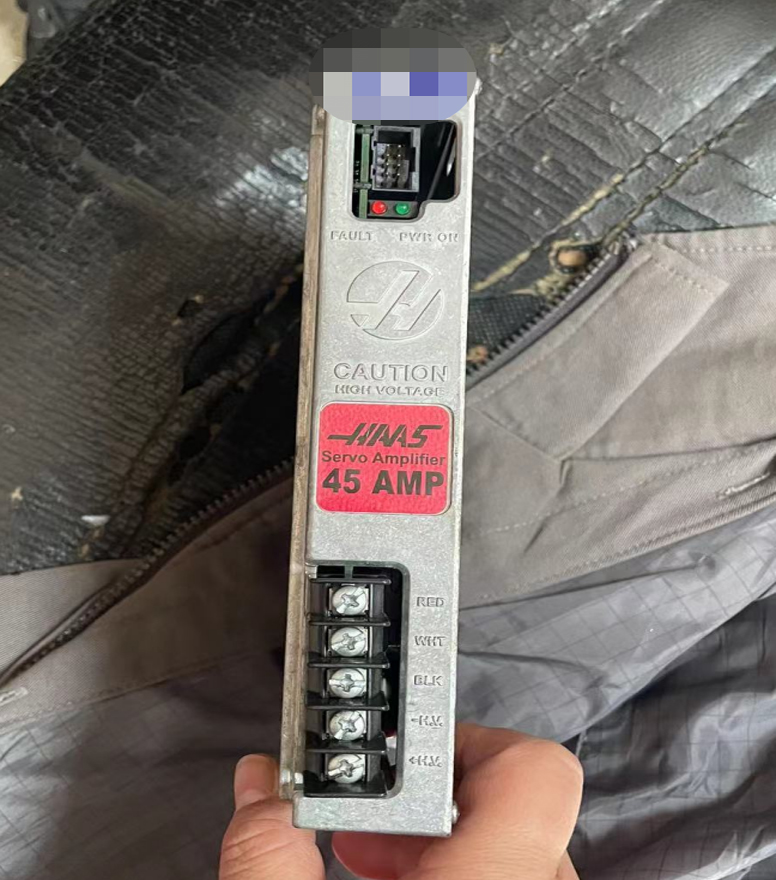 FAULT PWR ON
CAUTION
HIGH VOLTAGE
HAAS
Servo Amplifier
45 AMP
RED
WHT
BLK
-H.V.
+H.V.